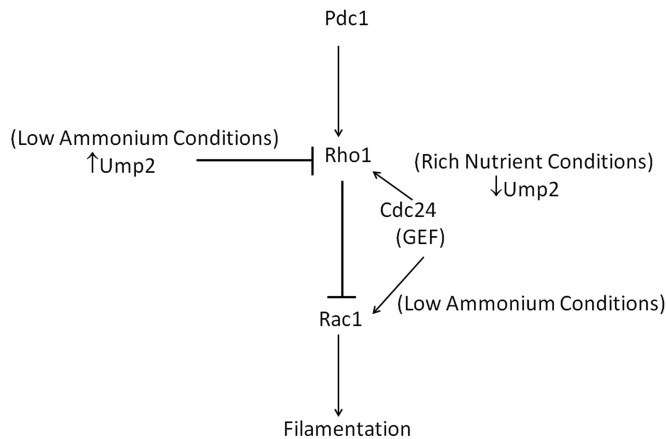 Pdc1
(Low Ammonium Conditions)
↑Ump2
Rho1
(Rich Nutrient Conditions)
↓Ump2
Cdc24
(GEF)
(Low Ammonium Conditions)
Rac1
Filamentation